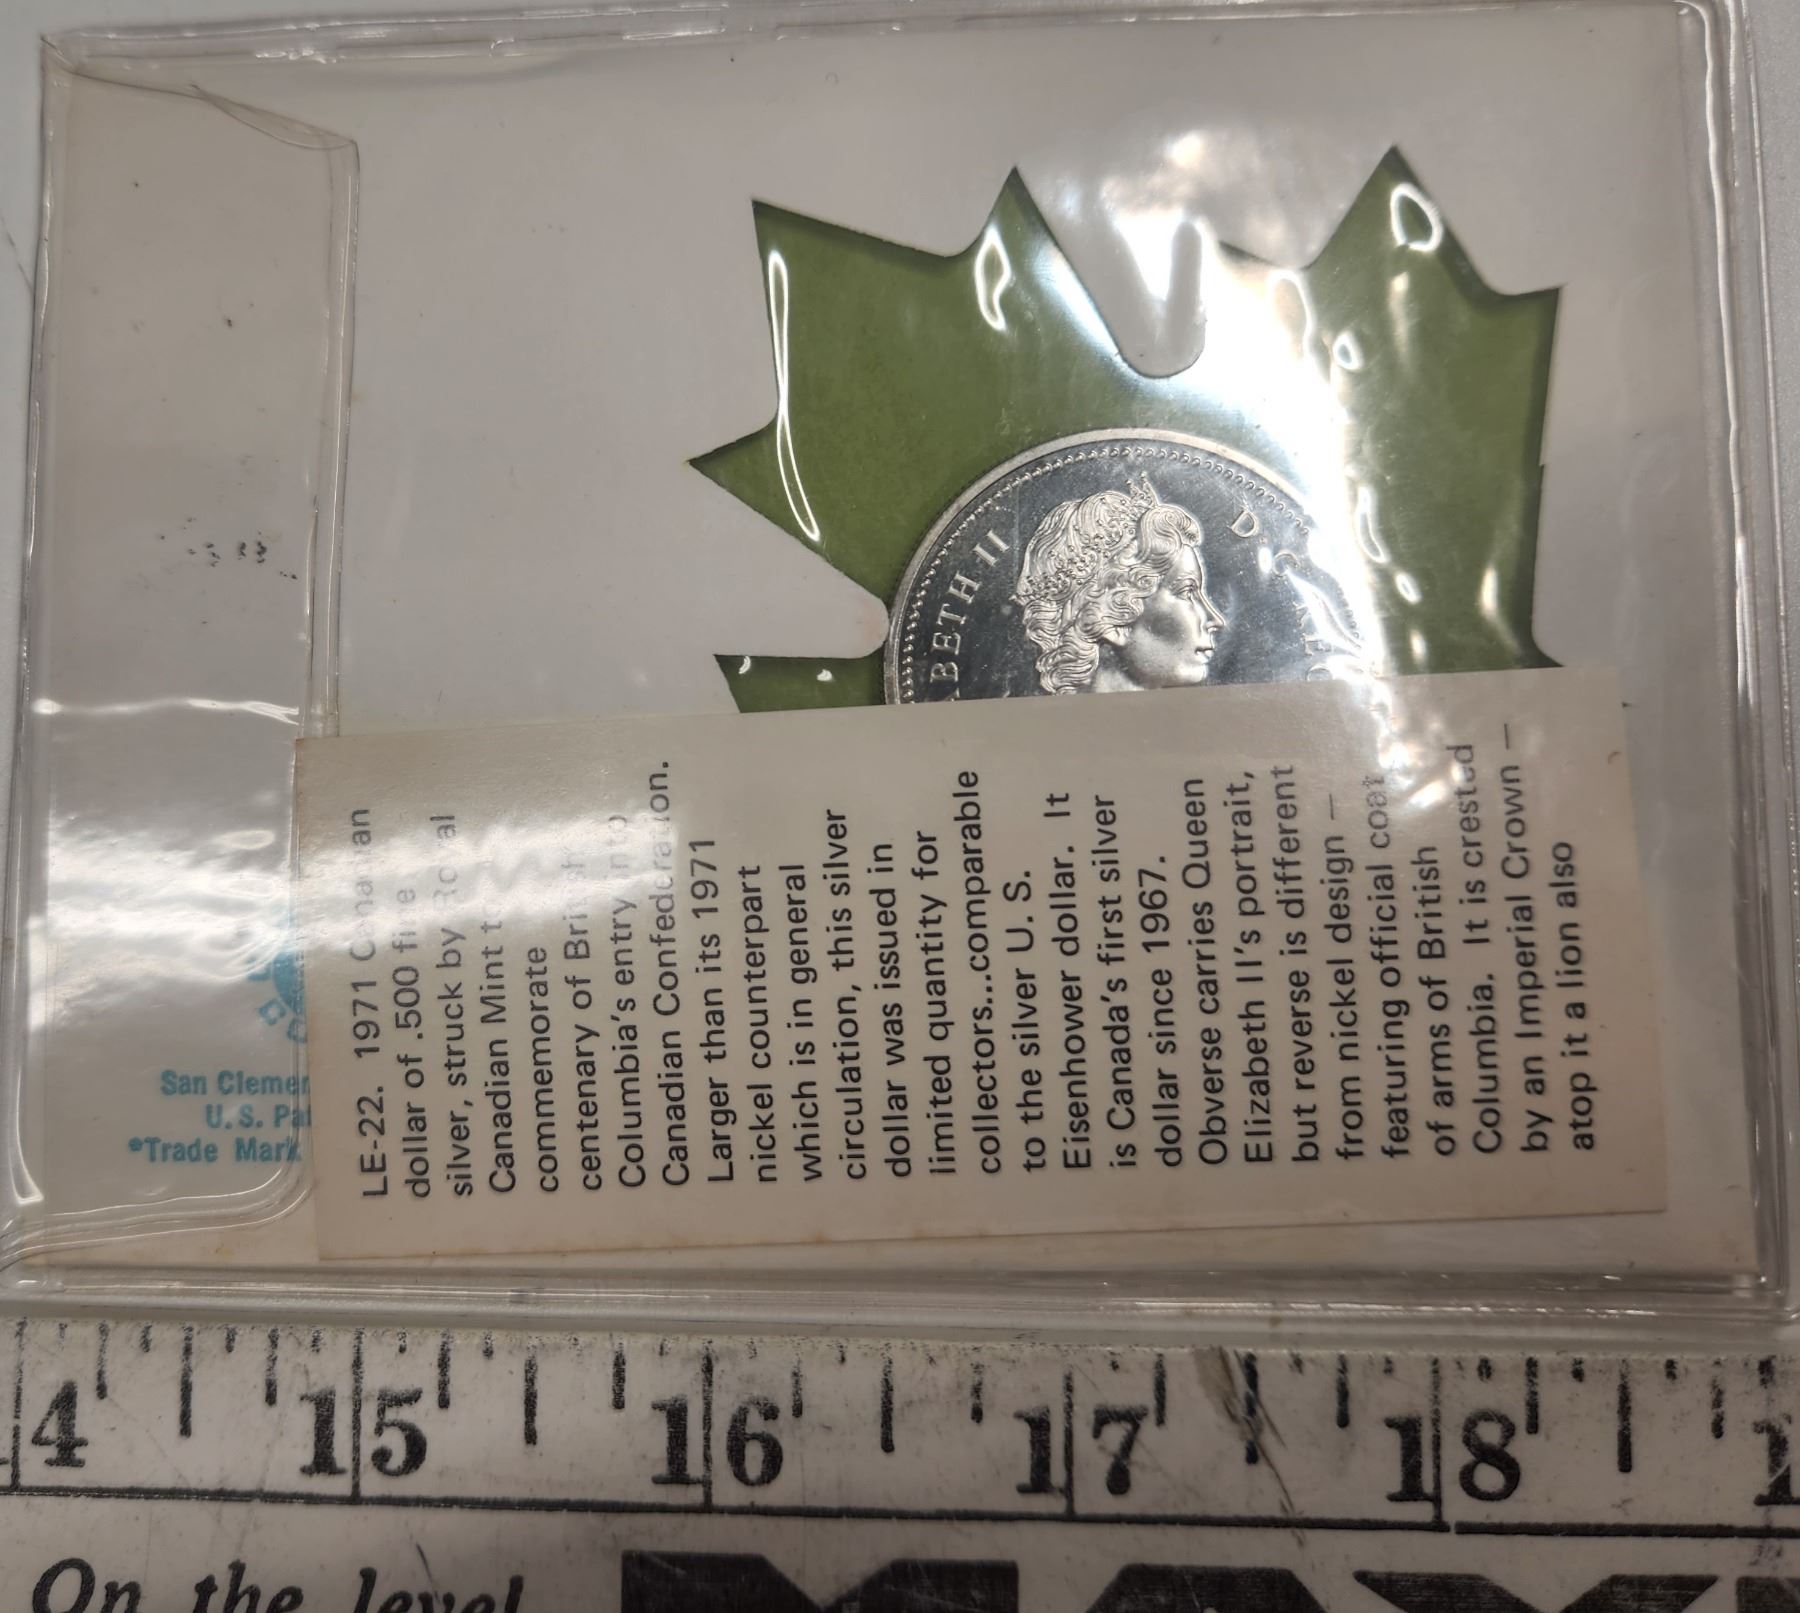 LE-22. 1971 Canadian
dollar of .500 fine
silver, struck by Royal
Canadian Mint to
commemorate
centenary of British
Columbia's entry into
Canadian Confederation.
Larger than its 1971
nickel counterpart
which is in general
circulation, this silver
dollar was issued in
limited quantity for
collectors...comparable
to the silver U. S.
Eisenhower dollar. It
is Canada's first silver
dollar since 1967.
Obverse carries Queen
Elizabeth II's portrait,
but reverse is different
from nickel design —
featuring official coat
of arms of British
Columbia. It is crested
by an Imperial Crown —
atop it a lion also
San Clemen
U. S. Pa
*Trade Mark
ABETH II
D. G. REG
4 15 16 17 18 1
On the level